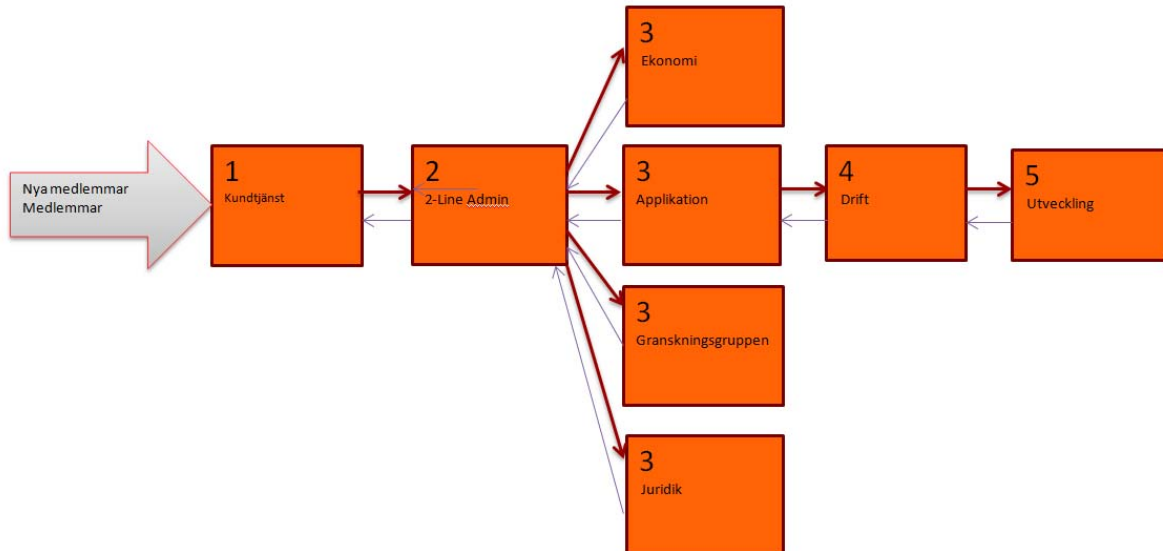 Nya medlemmar
Medlemmar
1
Kundtjänst
2
2-Line Admin
3
Ekonomi
3
Applikation
4
Drift
5
Utveckling
3
Granskningsgruppen
3
Juridik